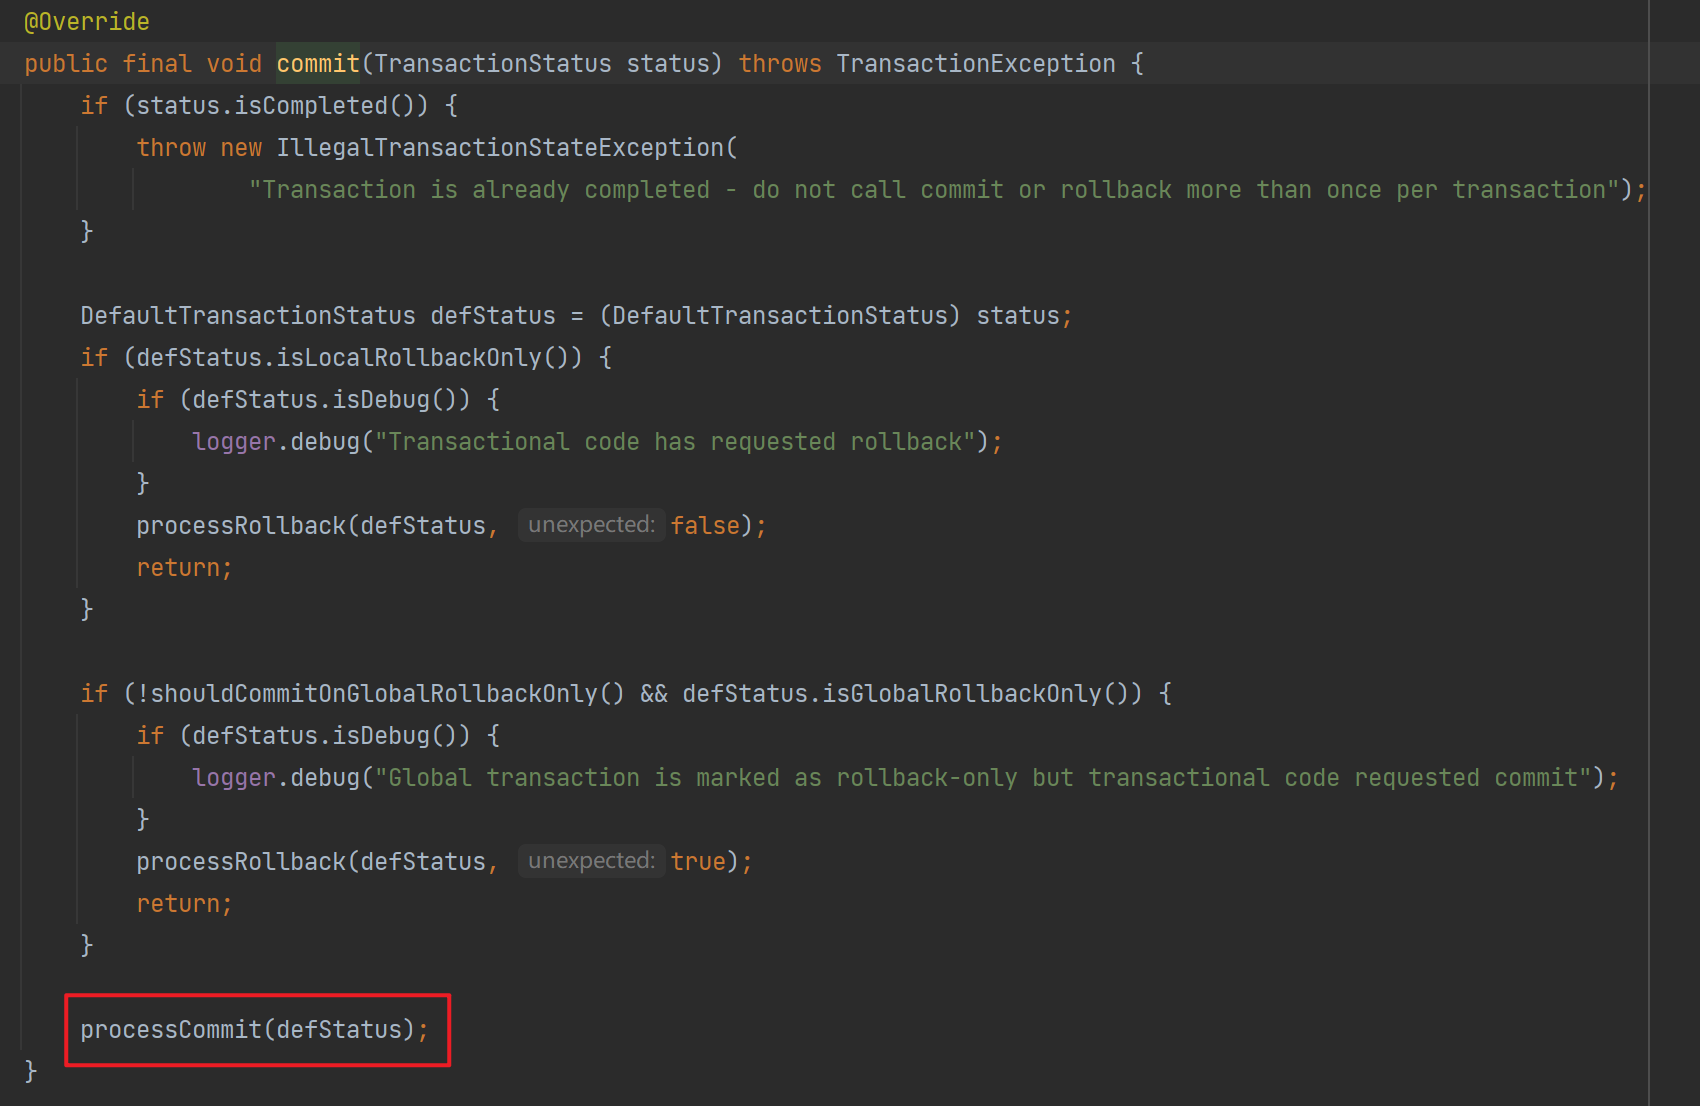 @Override
public final void commit(TransactionStatus status) throws TransactionException {
    if (status.isCompleted()) {
        throw new IllegalTransactionStateException(
                "Transaction is already completed - do not call commit or rollback more than once per transaction");
    }

    DefaultTransactionStatus defStatus = (DefaultTransactionStatus) status;
    if (defStatus.isLocalRollbackOnly()) {
        if (defStatus.isDebug()) {
            logger.debug("Transactional code has requested rollback");
        }
        processRollback(defStatus, unexpected: false);
        return;
    }

    if (!shouldCommitOnGlobalRollbackOnly() && defStatus.isGlobalRollbackOnly()) {
        if (defStatus.isDebug()) {
            logger.debug("Global transaction is marked as rollback-only but transactional code requested commit");
        }
        processRollback(defStatus, unexpected: true);
        return;
    }

    processCommit(defStatus);
}